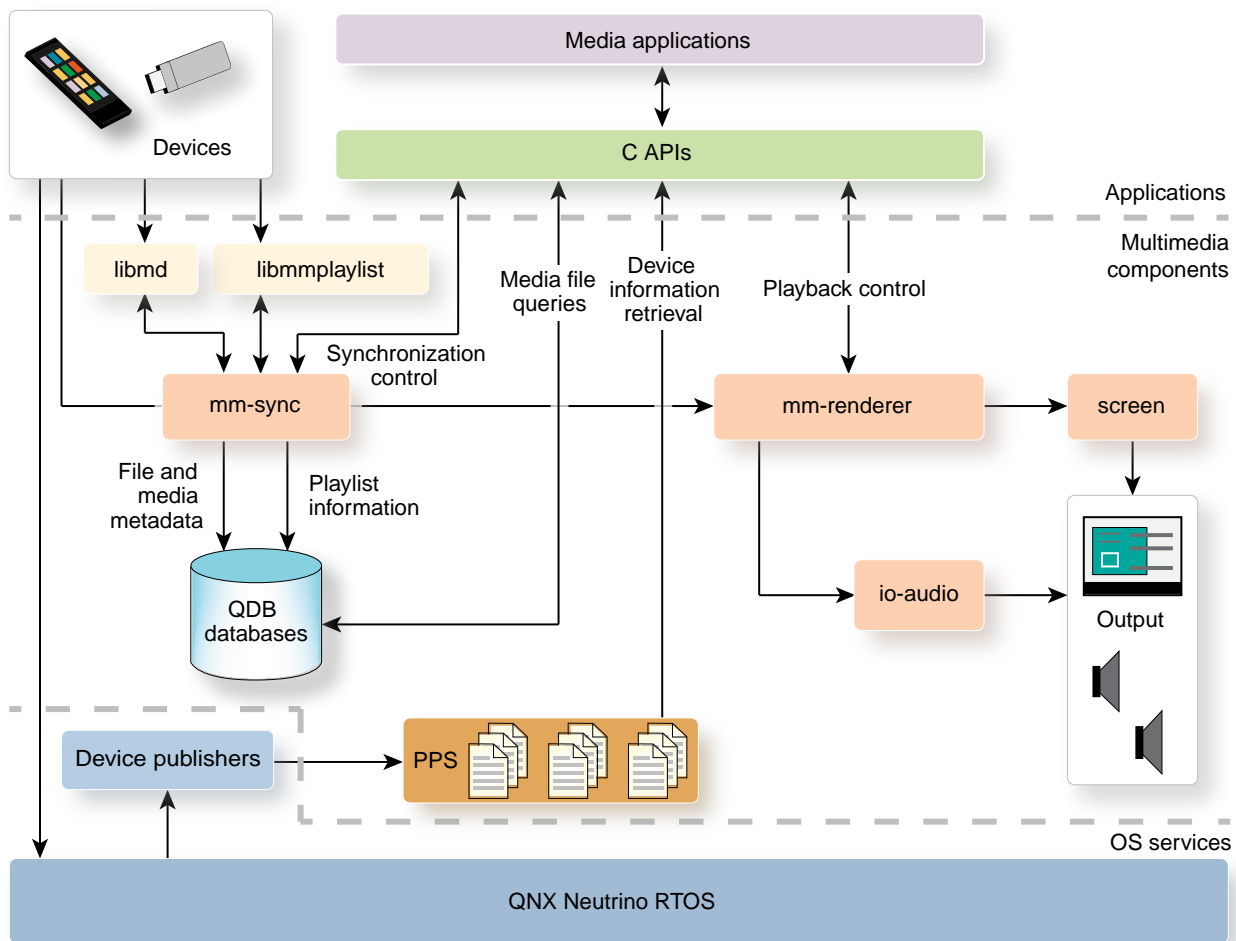 Media applications
Devices
C APIs
Applications
Multimedia
components
libmd
libmmplaylist
Media file
queries
Device
information
retrieval
Playback control
Synchronization
control
mm-sync
mm-renderer
screen
File and
media
metadata
Playlist
information
QDB
databases
io-audio
Output
Device publishers
PPS
OS services
QNX Neutrino RTOS